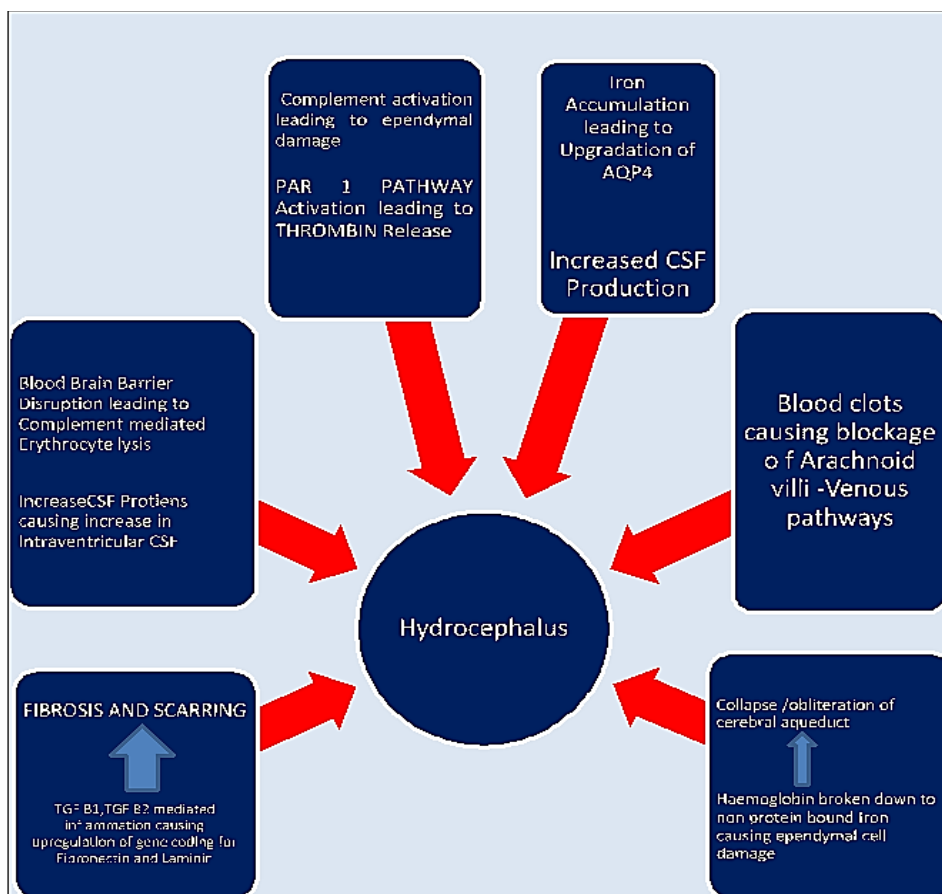 Complement activation
leading to ependymal
damage
PAR 1 PATHWAY
Activation leading to
THROMBIN Release
Iron
Accumulation
leading to
Upgradation of
AQP4
Increased CSF
Production
Blood Brain Barrier
Disruption leading to
Complement mediated
Erythrocyte lysis
IncreaseCSF Protiens
causing increase in
Intraventricular CSF
Blood clots
causing blockage
o f Arachnoid
villi -Venous
pathways
Hydrocephalus
FIBROSIS AND SCARRING
TGF B1,TGF B2 mediated
inflammation causing
upregulation of gene coding for
Fibronectin and Laminin
Collapse /obliteration of
cerebral aqueduct
Haemoglobin broken down to
non protein bound Iron
causing ependymal cell
damage